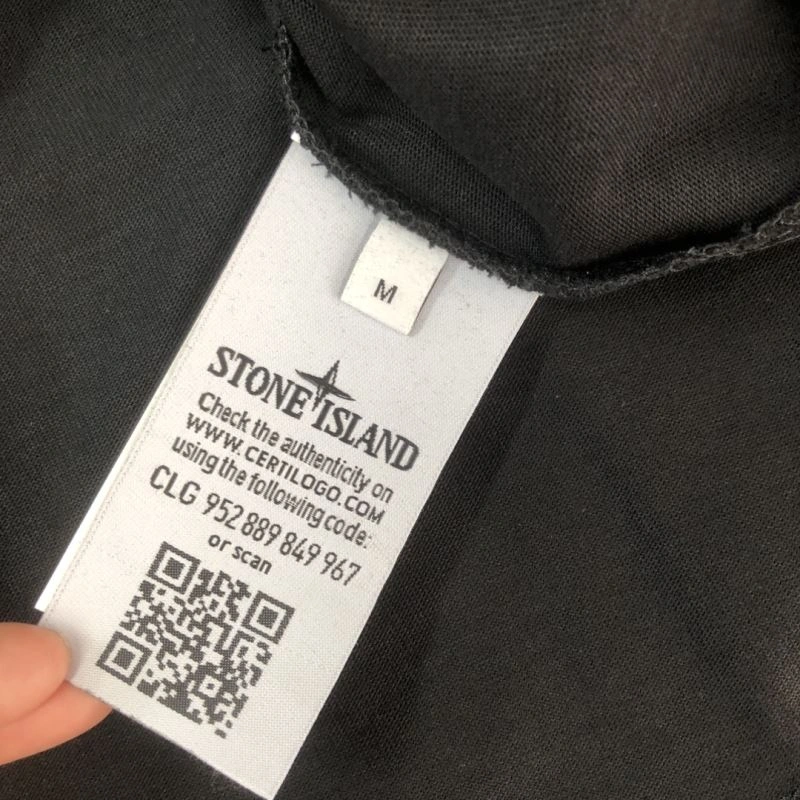 M
STONE ISLAND
Check the authenticity on
WWW.CERTILOGO.COM
using the following code:
CLG 952 889 849 967
or scan